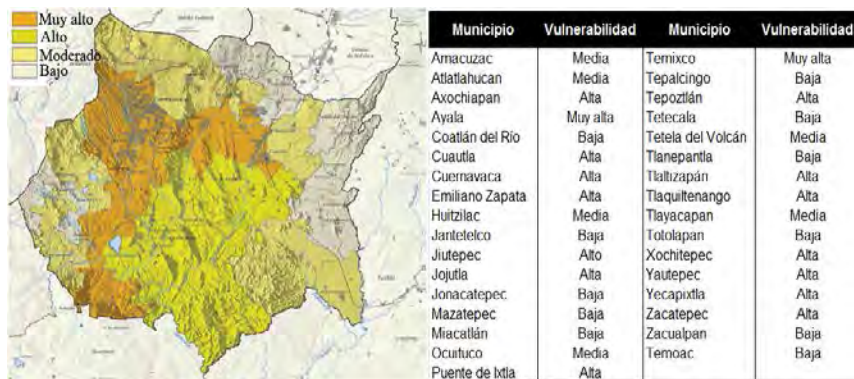 Muy alto
Alto
Moderado
Bajo
Municipio Vulnerabilidad Municipio Vulnerabilidad
Amacuzac Media Temixco Muy alta
Atlatlahucan Media Tepalcingo Baja
Axochiapan Alta Tepoztlán Alta
Ayala Muy alta Tetecala Baja
Coatlán del Río Baja Tetela del Volcán Media
Cuautla Alta Tlanepantla Baja
Cuernavaca Alta Tlaltizapán Alta
Emiliano Zapata Alta Tlaquiltenango Alta
Huitzilac Media Tlayacapan Media
Jantetelco Baja Totolapan Baja
Jiutepec Alto Xochitepec Alta
Jojutla Alta Yautepec Alta
Jonacatepec Baja Yecapixtla Alta
Mazatepec Baja Zacatepec Alta
Miacatlán Baja Zacualpan Baja
Ocuituco Media Temoac Baja
Puente de Ixtla Alta